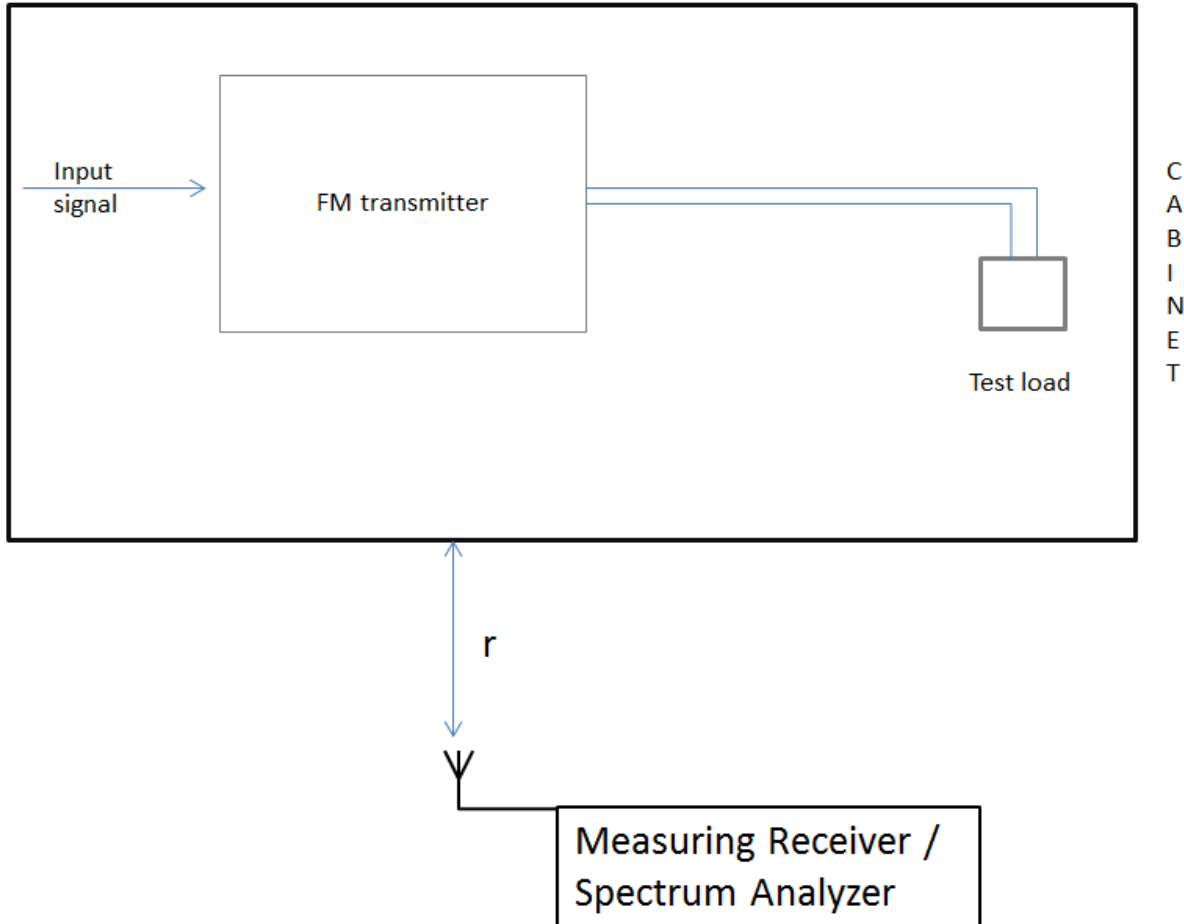 Input
signal
FM transmitter
C
A
B
I
N
E
T
Test load
r
Measuring Receiver /
Spectrum Analyzer